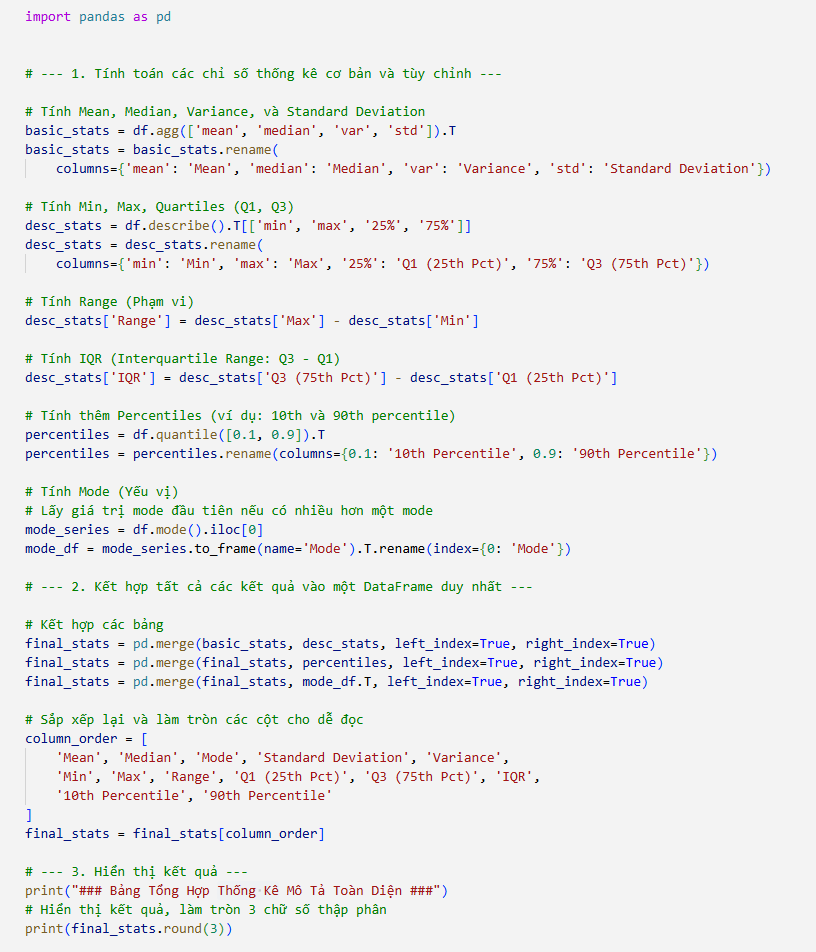 import pandas as pd
# --- 1. Tính toán các chỉ số thống kê cơ bản và tùy chỉnh ---
# Tính Mean, Median, Variance, và Standard Deviation
basic_stats = df.agg(['mean', 'median', 'var', 'std']).T
basic_stats = basic_stats.rename(
    columns={'mean': 'Mean', 'median': 'Median', 'var': 'Variance', 'std': 'Standard Deviation'})
# Tính Min, Max, Quartiles (Q1, Q3)
desc_stats = df.describe().T[['min', 'max', '25%', '75%']]
desc_stats = desc_stats.rename(
    columns={'min': 'Min', 'max': 'Max', '25%': 'Q1 (25th Pct)', '75%': 'Q3 (75th Pct)'})
# Tính Range (Phạm vi)
desc_stats['Range'] = desc_stats['Max'] - desc_stats['Min']
# Tính IQR (Interquartile Range: Q3 - Q1)
desc_stats['IQR'] = desc_stats['Q3 (75th Pct)'] - desc_stats['Q1 (25th Pct)']
# Tính thêm Percentiles (ví dụ: 10th và 90th percentile)
percentiles = df.quantile([0.1, 0.9]).T
percentiles = percentiles.rename(columns={0.1: '10th Percentile', 0.9: '90th Percentile'})
# Tính Mode (Yếu vị)
# Lấy giá trị mode đầu tiên nếu có nhiều hơn một mode
mode_series = df.mode().iloc[0]
mode_df = mode_series.to_frame(name='Mode').T.rename(index={0: 'Mode'})
# --- 2. Kết hợp tất cả các kết quả vào một DataFrame duy nhất ---
# Kết hợp các bảng
final_stats = pd.merge(basic_stats, desc_stats, left_index=True, right_index=True)
final_stats = pd.merge(final_stats, percentiles, left_index=True, right_index=True)
final_stats = pd.merge(final_stats, mode_df.T, left_index=True, right_index=True)
# Sắp xếp lại và làm tròn các cột cho dễ đọc
column_order = [
    'Mean', 'Median', 'Mode', 'Standard Deviation', 'Variance',
    'Min', 'Max', 'Range', 'Q1 (25th Pct)', 'Q3 (75th Pct)', 'IQR',
    '10th Percentile', '90th Percentile'
]
final_stats = final_stats[column_order]
# --- 3. Hiển thị kết quả ---
print("### Bảng Tổng Hợp Thống Kê Mô Tả Toàn Diện ###")
# Hiển thị kết quả, làm tròn 3 chữ số thập phân
print(final_stats.round(3))